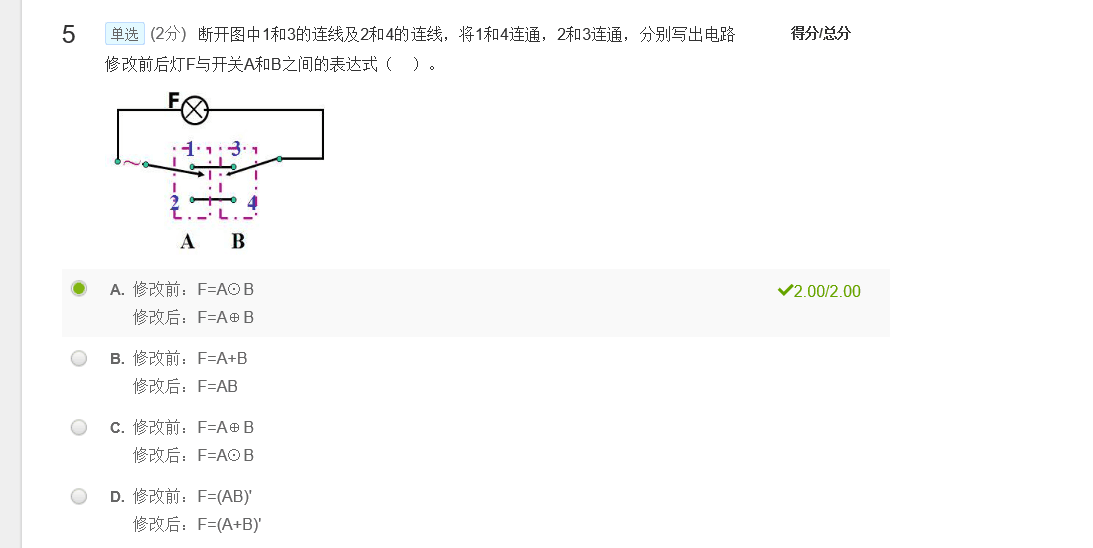 5 单选 (2分) 断开图中1和3的连线及2和4的连线，将1和4连通，2和3连通，分别写出电路 得分/总分
修改前后灯F与开关A和B之间的表达式（ ）。
F
1 3
~
2 4
A B
A. 修改前：F=A⊙B 2.00/2.00
修改后：F=A⊕B
B. 修改前：F=A+B
修改后：F=AB
C. 修改前：F=A⊕B
修改后：F=A⊙B
D. 修改前：F=(AB)'
修改后：F=(A+B)'